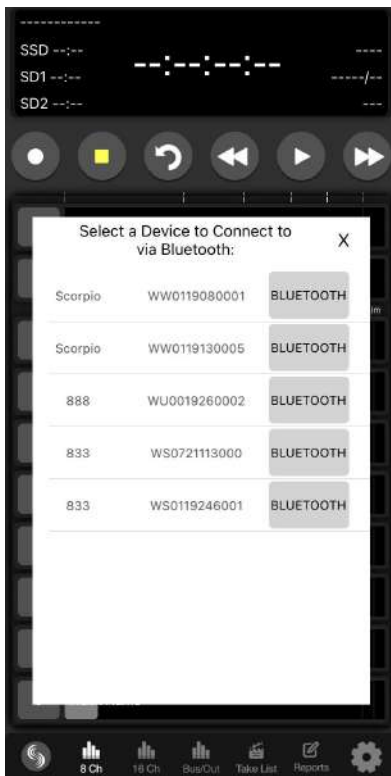 ------------
SSD --:-- --:--:--:-- ----
SD1 --:-- -----/--
SD2 --:-- ---
Select a Device to Connect to
via Bluetooth:
X
Scorpio WW0119080001 BLUETOOTH
Scorpio WW0119130005 BLUETOOTH
888 WU0019260002 BLUETOOTH
833 WS0721113000 BLUETOOTH
833 WS0119246001 BLUETOOTH
8 Ch 16 Ch Bus/Out Take List Reports